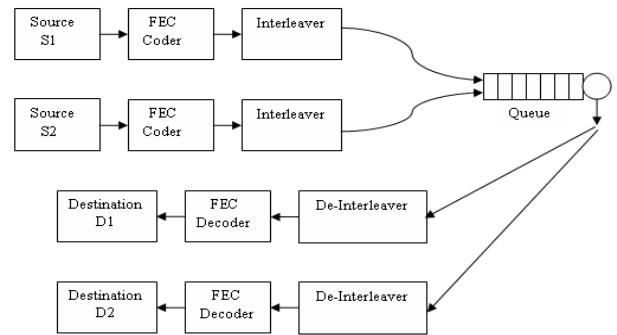 Source
S1
FEC
Coder
Interleaver
Source
S2
FEC
Coder
Interleaver
Queue
Destination
D1
FEC
Decoder
De-Interleaver
Destination
D2
FEC
Decoder
De-Interleaver